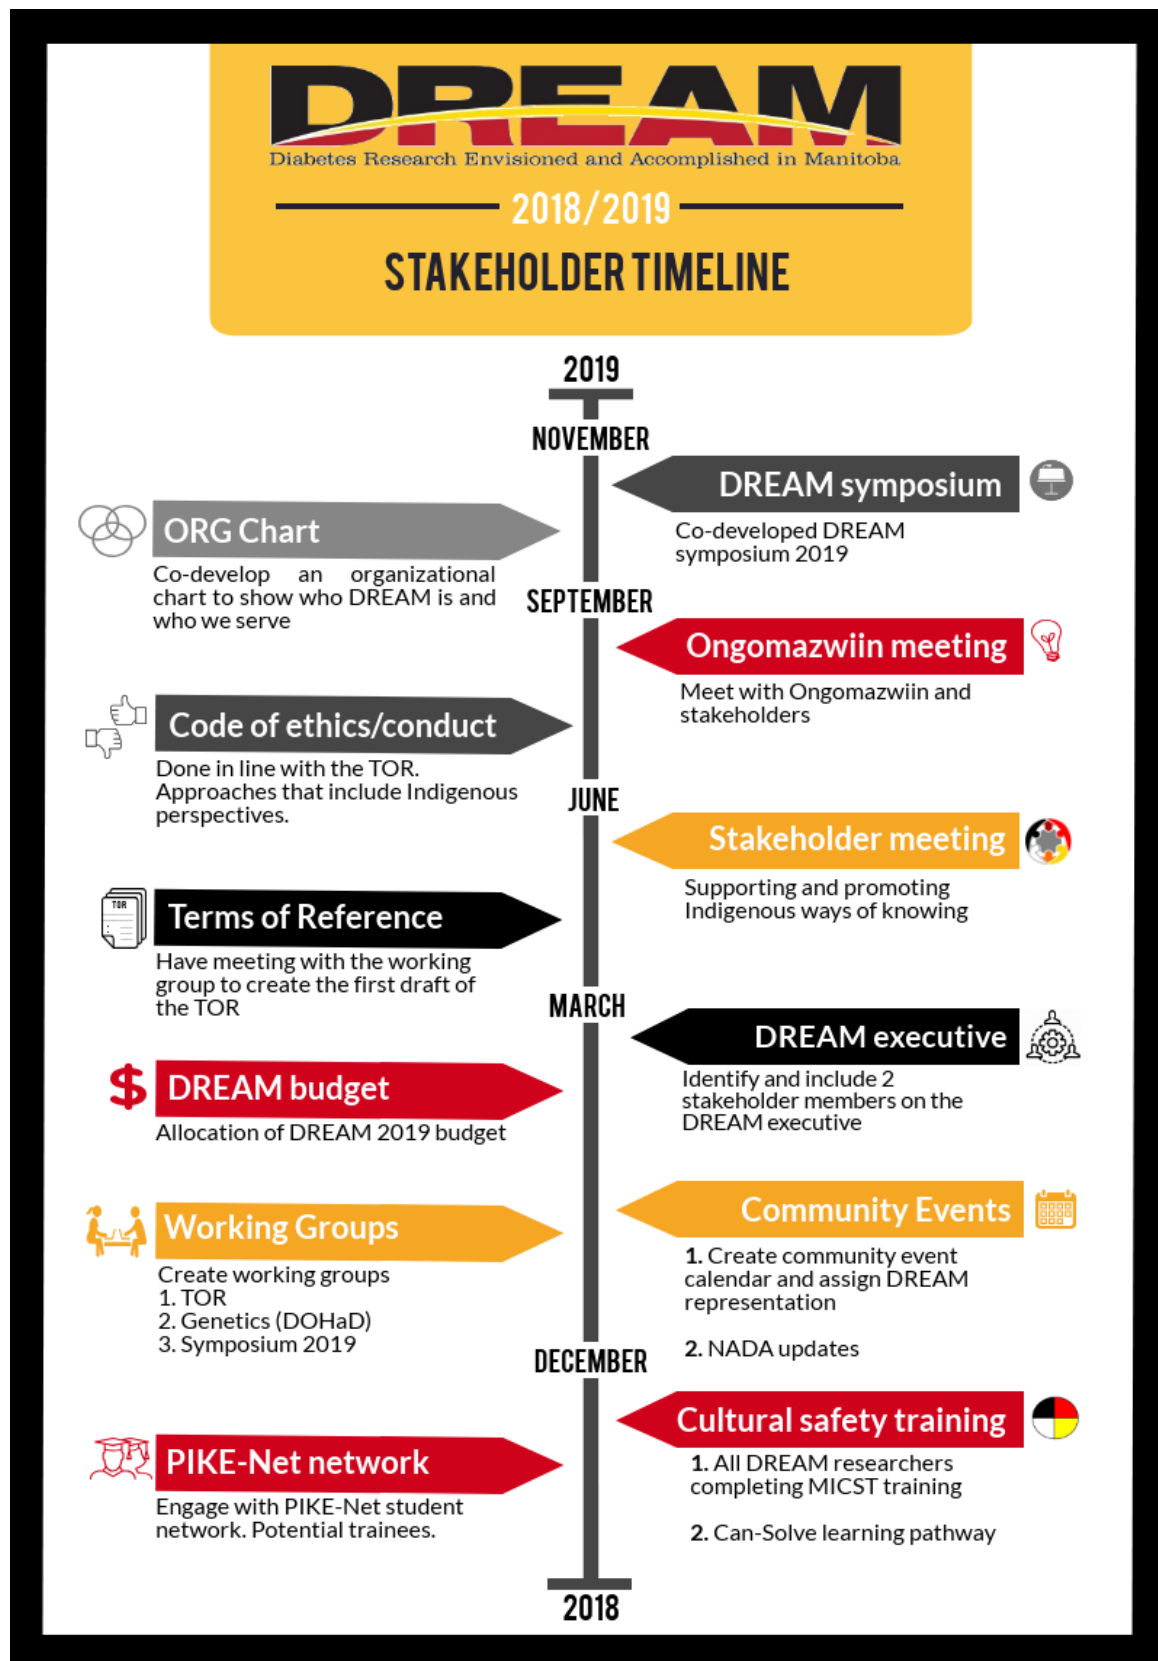 DREAM
Diabetes Research Envisioned and Accomplished in Manitoba
2018/2019
STAKEHOLDER TIMELINE
2019
NOVEMBER
DREAM symposium
Co-developed DREAM
symposium 2019
ORG Chart
Co-develop an organizational
chart to show who DREAM is and
who we serve
SEPTEMBER
Ongomazwiin meeting
Meet with Ongomazwiin and
stakeholders
Code of ethics/conduct
Done in line with the TOR.
Approaches that include Indigenous
perspectives.
JUNE
Stakeholder meeting
Supporting and promoting
Indigenous ways of knowing
TOR
Terms of Reference
Have meeting with the working
group to create the first draft of
the TOR
MARCH
DREAM executive
Identify and include 2
stakeholder members on the
DREAM executive
$ DREAM budget
Allocation of DREAM 2019 budget
Community Events
1. Create community event
calendar and assign DREAM
representation
2. NADA updates
Working Groups
Create working groups
1. TOR
2. Genetics (DOHaD)
3. Symposium 2019
DECEMBER
Cultural safety training
1. All DREAM researchers
completing MICST training
2. Can-Solve learning pathway
PIKE-Net network
Engage with PIKE-Net student
network. Potential trainees.
2018